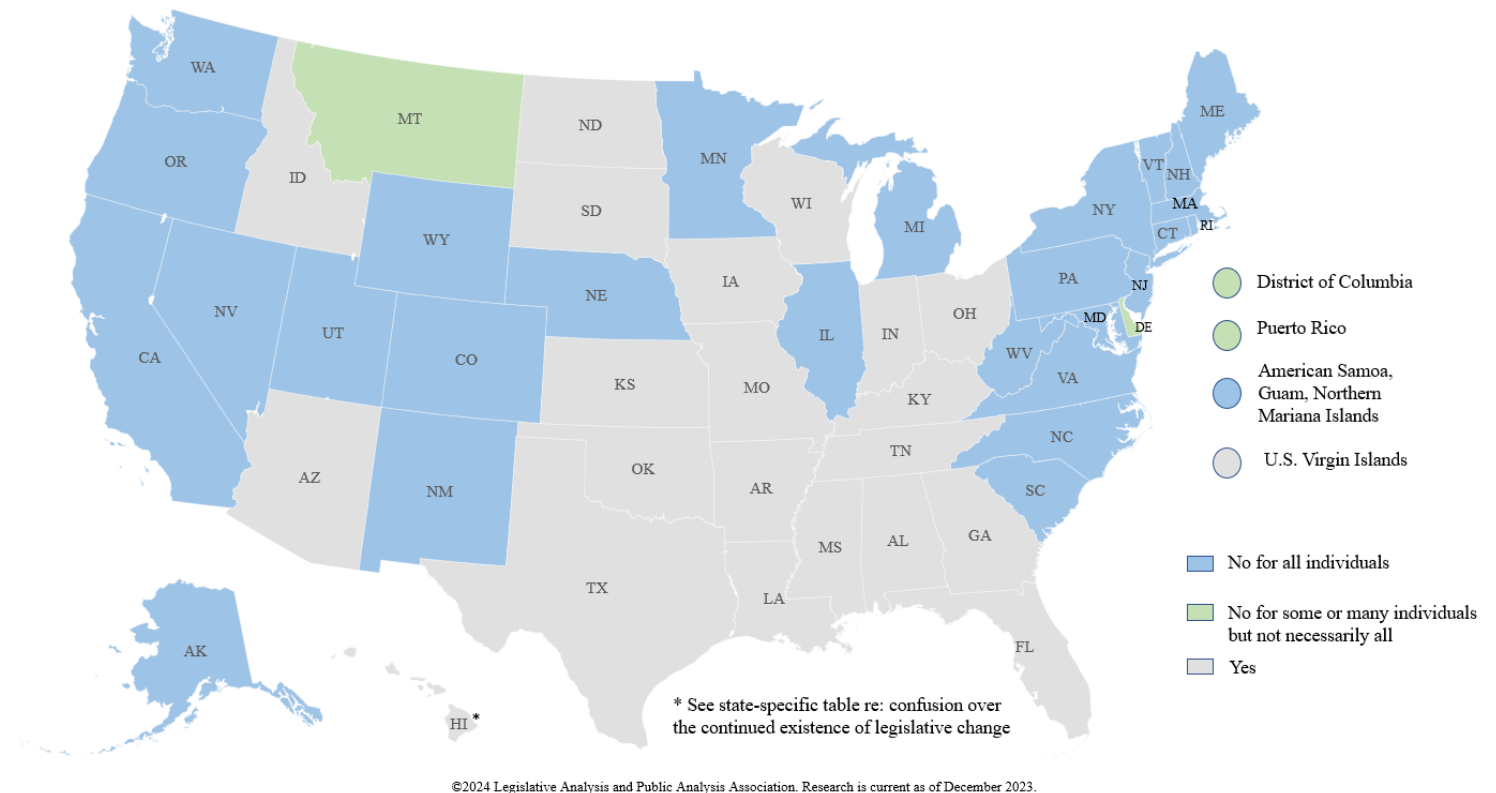 WA
MT
ND
MN
OR
ID
SD
WI
MI
WY
NV
UT
CA
CO
NE
IA
IL
IN
OH
KS
MO
KY
WV
VA
PA
NY
VT
NH
ME
MA
RI
CT
NJ
MD
DE
NC
SC
TN
AZ
NM
OK
AR
MS
AL
GA
TX
LA
FL
AK
HI *
District of Columbia
Puerto Rico
American Samoa,
Guam, Northern
Mariana Islands
U.S. Virgin Islands
No for all individuals
No for some or many individuals
but not necessarily all
Yes
* See state-specific table re: confusion over
the continued existence of legislative change
©2024 Legislative Analysis and Public Analysis Association. Research is current as of December 2023.